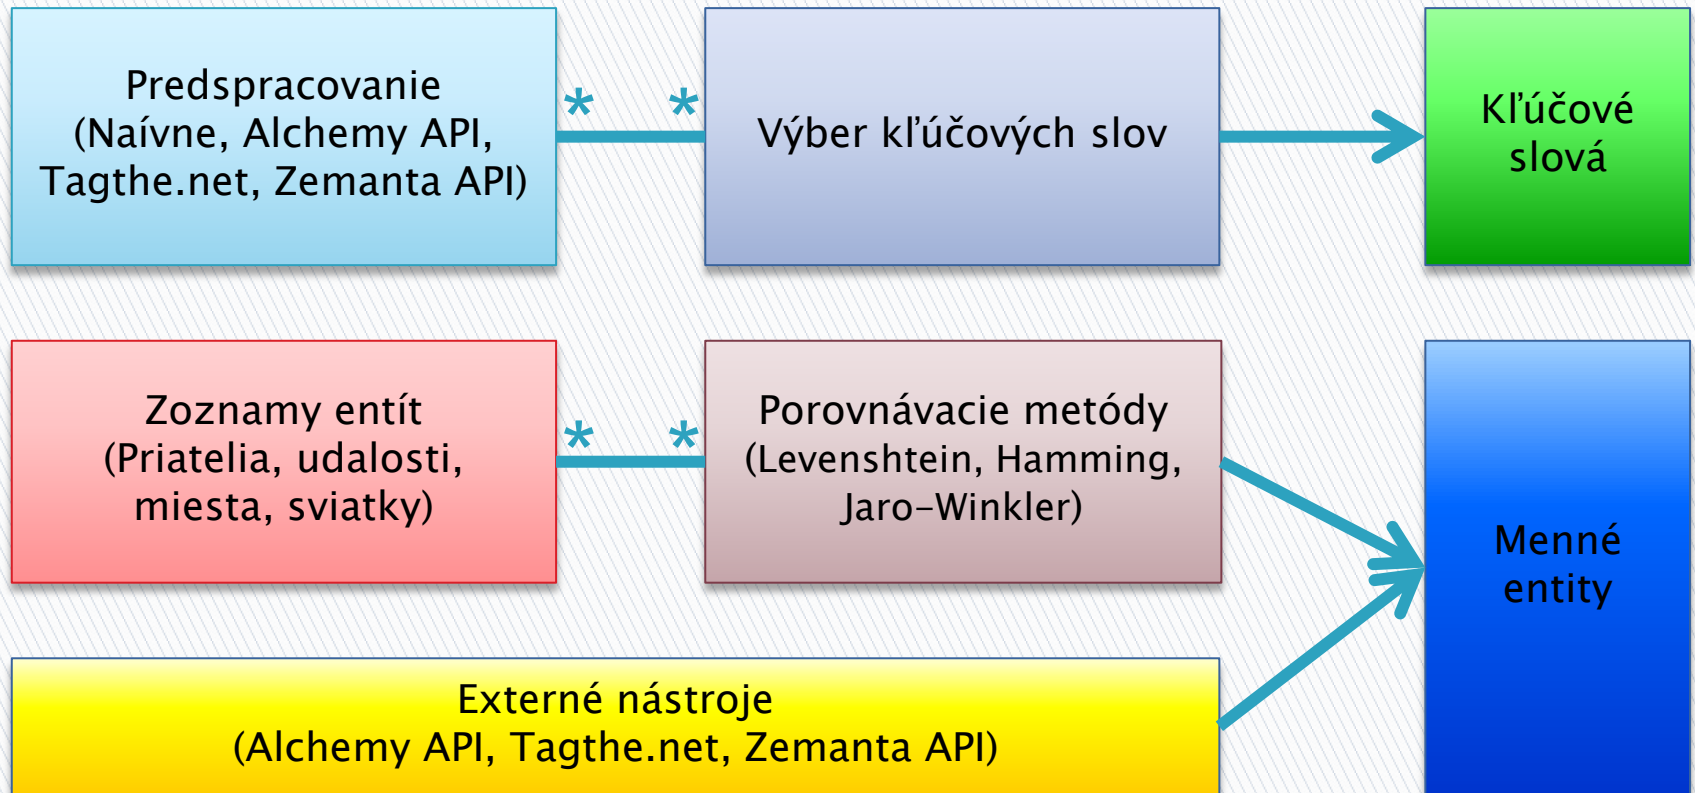 Predspracovanie
(Naívne, Alchemy API,
Tagthe.net, Zemanta API)
* *
Výber kľúčových slov
Kľúčové
slová
Zoznamy entít
(Priatelia, udalosti,
miesta, sviatky)
* *
Porovnávacie metódy
(Levenshtein, Hamming,
Jaro-Winkler)
Menné
entity
Externé nástroje
(Alchemy API, Tagthe.net, Zemanta API)